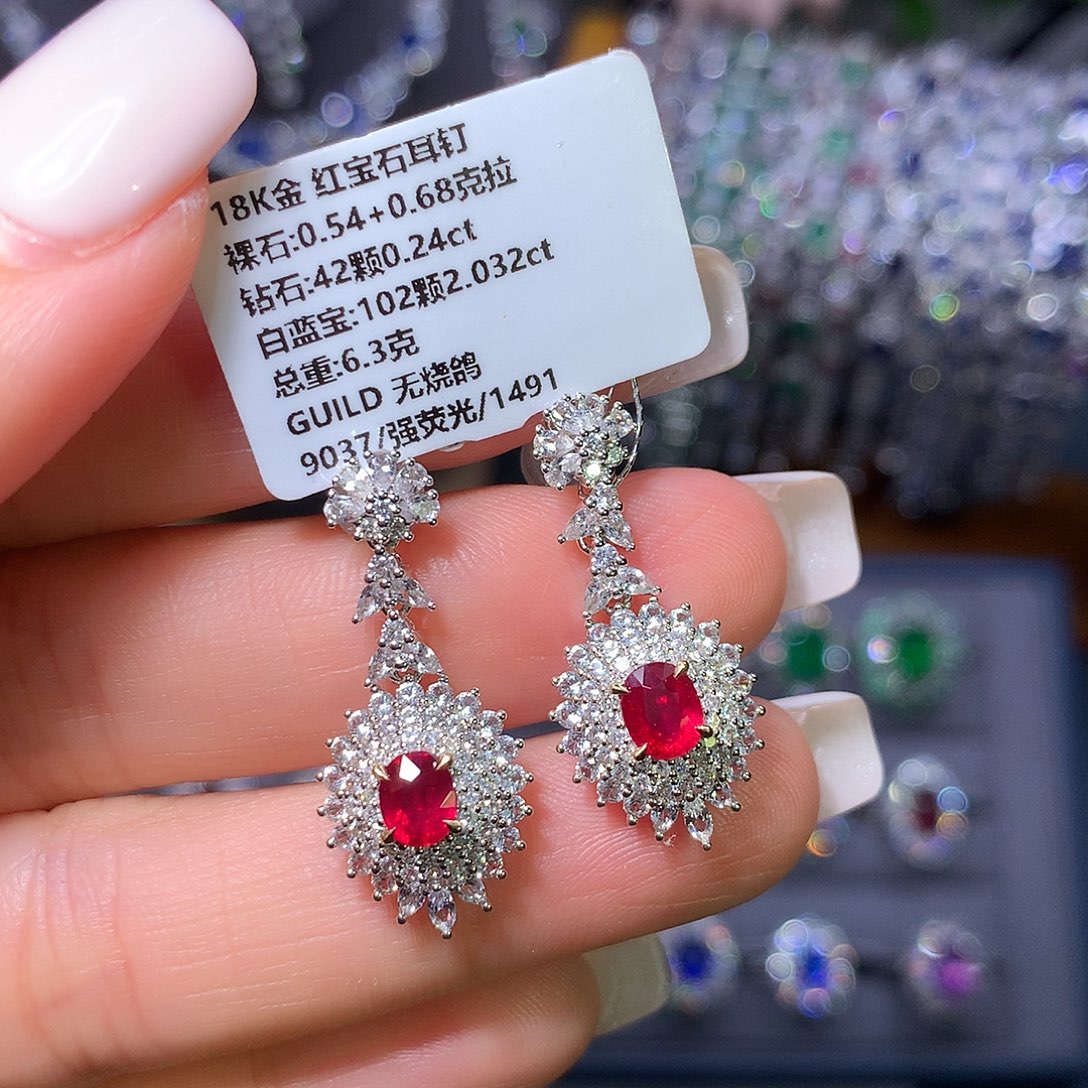 18K金 红宝石耳钉
裸石:0.54+0.68克拉
钻石:42颗0.24ct
白蓝宝:102颗2.032ct
总重:6.3克
GUILD 无烧鸽
9037/强荧光/1491